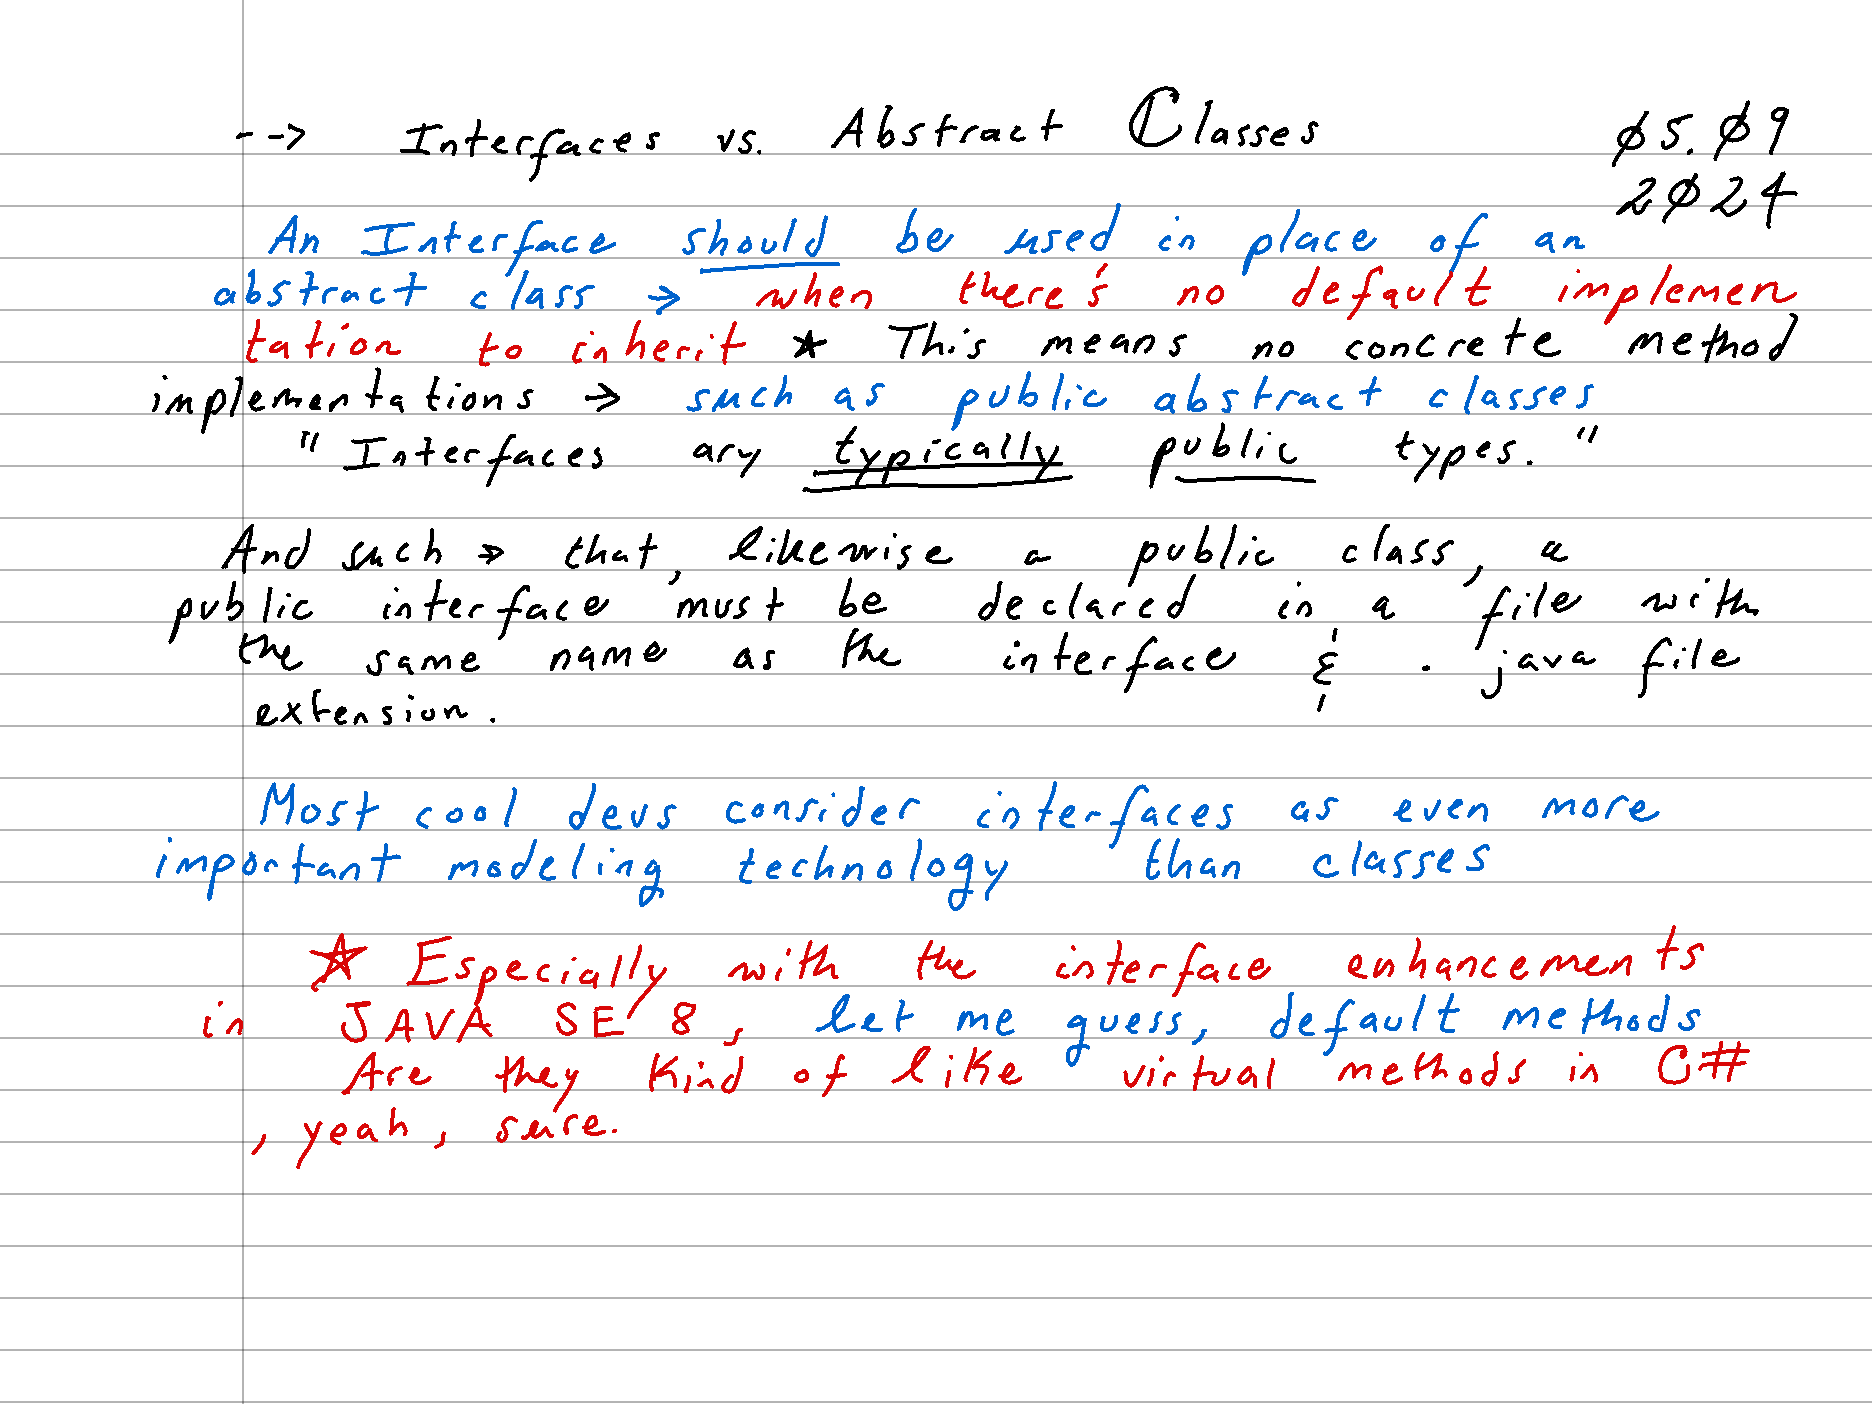 --> Interfaces vs. Abstract Classes
Ø5.Ø9
2Ø24
An Interface should be used in place of an
abstract class → when there's no default implemen
tation to inherit ★ This means no concrete method
implementations → such as public abstract classes
"Interfaces ary typically public types."
And such → that, likewise a public class, a
public interface must be declared in a file with
the same name as the interface & .java file
extension.
Most cool devs consider interfaces as even more
important modeling technology than classes
★ Especially with the interface enhancements
in JAVA SE 8, let me guess, default methods
Are they kind of like virtual methods in C#
, yeah, sure.